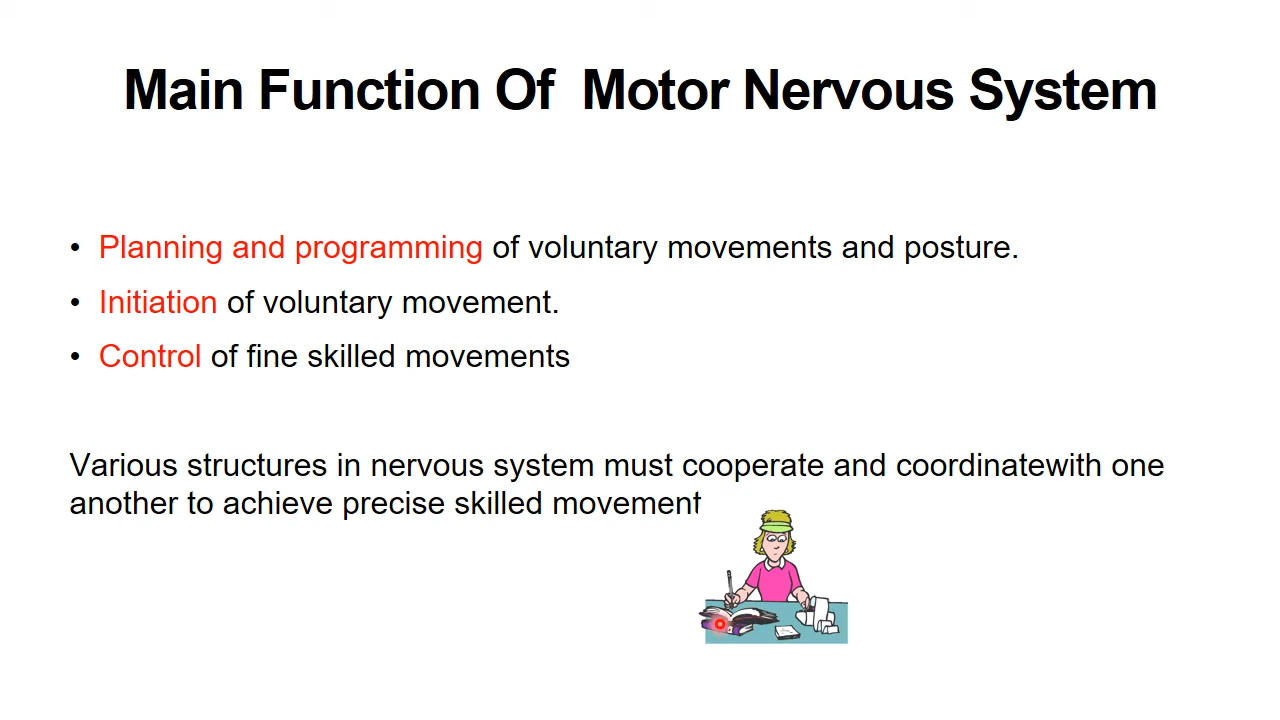 Main Function Of  Motor Nervous System
• Planning and programming of voluntary movements and posture.
• Initiation of voluntary movement.
• Control of fine skilled movements
Various structures in nervous system must cooperate and coordinatewith one
another to achieve precise skilled movement